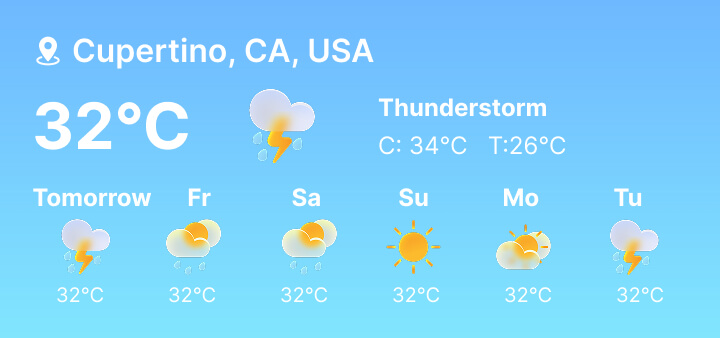 Cupertino, CA, USA
32°C
Thunderstorm
C: 34°C T:26°C
Tomorrow Fr Sa Su Mo Tu
32°C 32°C 32°C 32°C 32°C 32°C